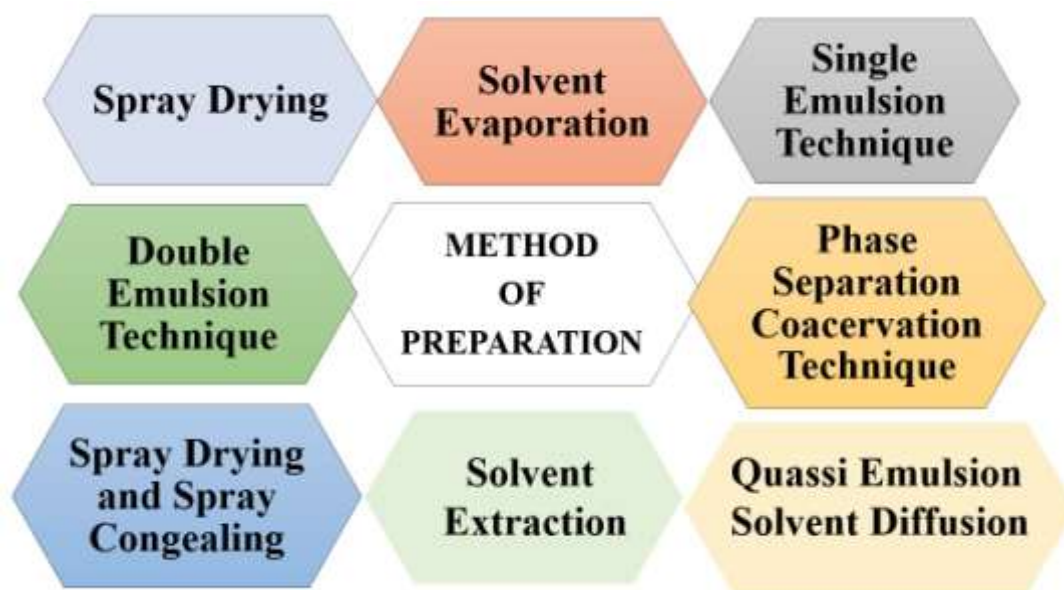 Spray Drying
Solvent
Evaporation
Single
Emulsion
Technique
Double
Emulsion
Technique
METHOD
OF
PREPARATION
Phase
Separation
Coacervation
Technique
Spray Drying
and Spray
Congealing
Solvent
Extraction
Quassi Emulsion
Solvent Diffusion